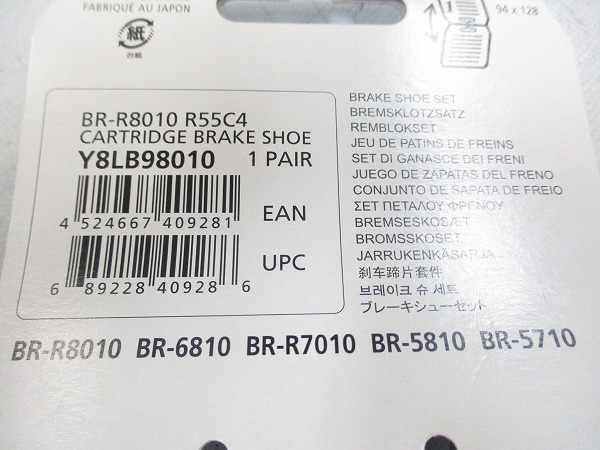 FABRIQUÉ AU JAPON
紙
台紙
1
94 x 128
BR-R8010 R55C4
CARTRIDGE BRAKE SHOE
Y8LB98010 1 PAIR
4 524667 409281
EAN
6 89228 40928 6
UPC
BRAKE SHOE SET
BREMSKLOTZSATZ
REMBLOKSET
JEU DE PATINS DE FREINS
SET DI GANASCE DEI FRENI
JUEGO DE ZAPATAS DEL FRENO
CONJUNTO DE SAPATA DE FREIO
ΣΕΤ ΠΕΤΑΛΟΥ ΦΡΕΝΟΥ
BREMSESKOSÆT
BROMSSKOSET
JARRUKENKÄSARJA
刹车蹄片套件
브레이크 슈 세트
ブレーキシューセット
BR-R8010 BR-6810 BR-R7010 BR-5810 BR-5710